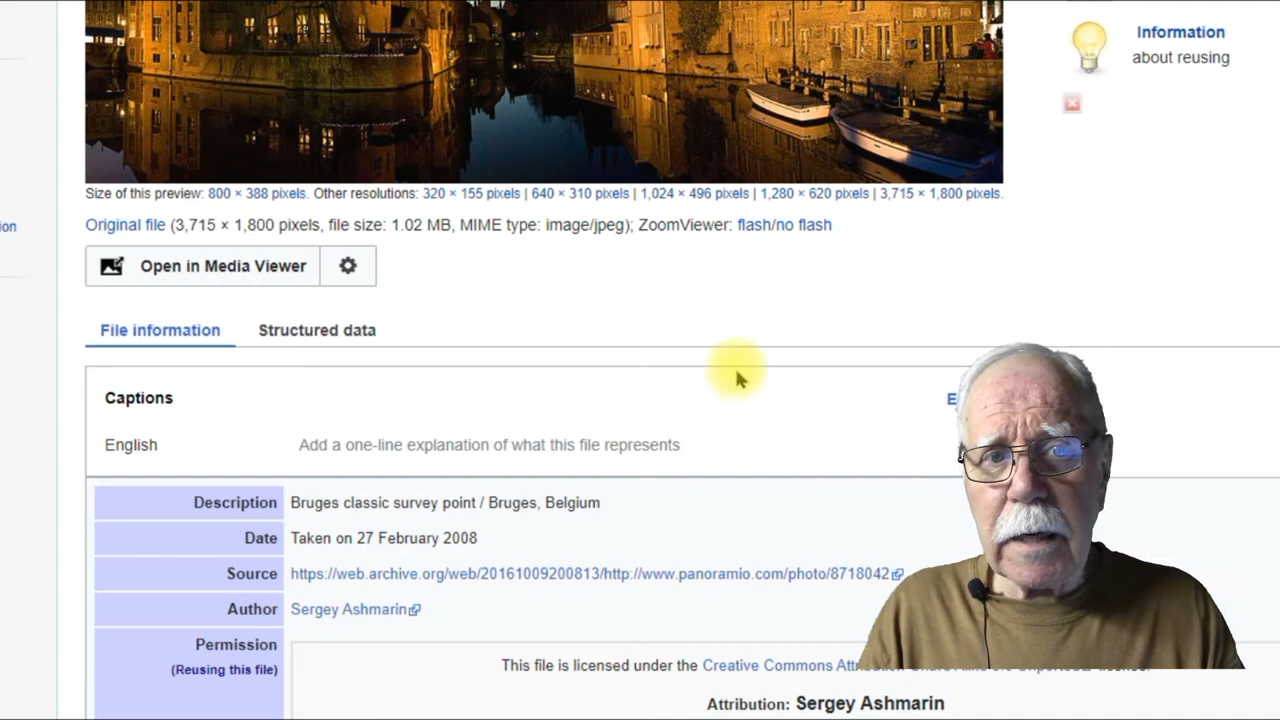 Information
about reusing
Size of this preview: 800 × 388 pixels. Other resolutions: 320 × 155 pixels | 640 × 310 pixels | 1,024 × 496 pixels | 1,280 × 620 pixels | 3,715 × 1,800 pixels.
ion
Original file (3,715 × 1,800 pixels, file size: 1.02 MB, MIME type: image/jpeg); ZoomViewer: flash/no flash
Open in Media Viewer
File information Structured data
Captions
English Add a one-line explanation of what this file represents
Description Bruges classic survey point / Bruges, Belgium
Date Taken on 27 February 2008
Source https://web.archive.org/web/20161009200813/http://www.panoramio.com/photo/8718042
Author Sergey Ashmarin
Permission
(Reusing this file)
This file is licensed under the Creative Commons
Attribution: Sergey Ashmarin